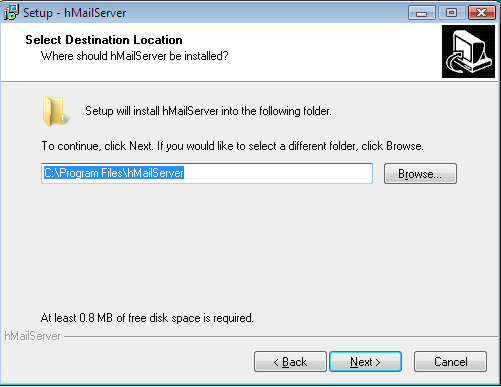 Setup - hMailServer
Select Destination Location
Where should hMailServer be installed?
Setup will install hMailServer into the following folder.
To continue, click Next. If you would like to select a different folder, click Browse.
C:\Program Files\hMailServer
Browse...
At least 0.8 MB of free disk space is required.
hMailServer
< Back Next > Cancel